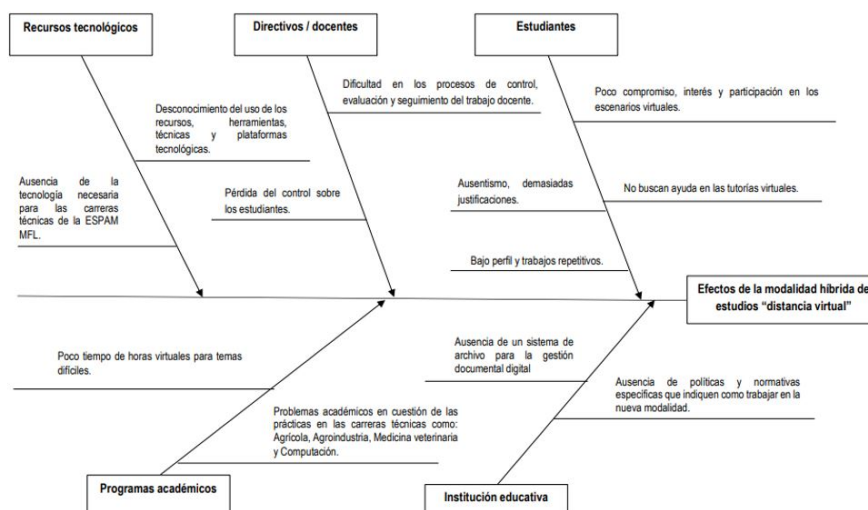 Recursos tecnológicos
Directivos / docentes
Estudiantes
Dificultad en los procesos de control,
evaluación y seguimiento del trabajo docente.
Poco compromiso, interés y participación en los
escenarios virtuales.
Desconocimiento del uso de los
recursos, herramientas,
técnicas y plataformas
tecnológicas.
Ausencia de la
tecnología necesaria
para las carreras
técnicas de la ESPAM
MFL.
Pérdida del control sobre
los estudiantes.
Ausentismo, demasiadas
justificaciones.
No buscan ayuda en las tutorías virtuales.
Bajo perfil y trabajos repetitivos.
Efectos de la modalidad híbrida de
estudios “distancia virtual”
Poco tiempo de horas virtuales para temas
difíciles.
Ausencia de un sistema de
archivo para la gestión
documental digital
Ausencia de políticas y normativas
específicas que indiquen como trabajar en la
nueva modalidad.
Problemas académicos en cuestión de las
prácticas en las carreras técnicas como:
Agrícola, Agroindustria, Medicina veterinaria
y Computación.
Programas académicos
Institución educativa